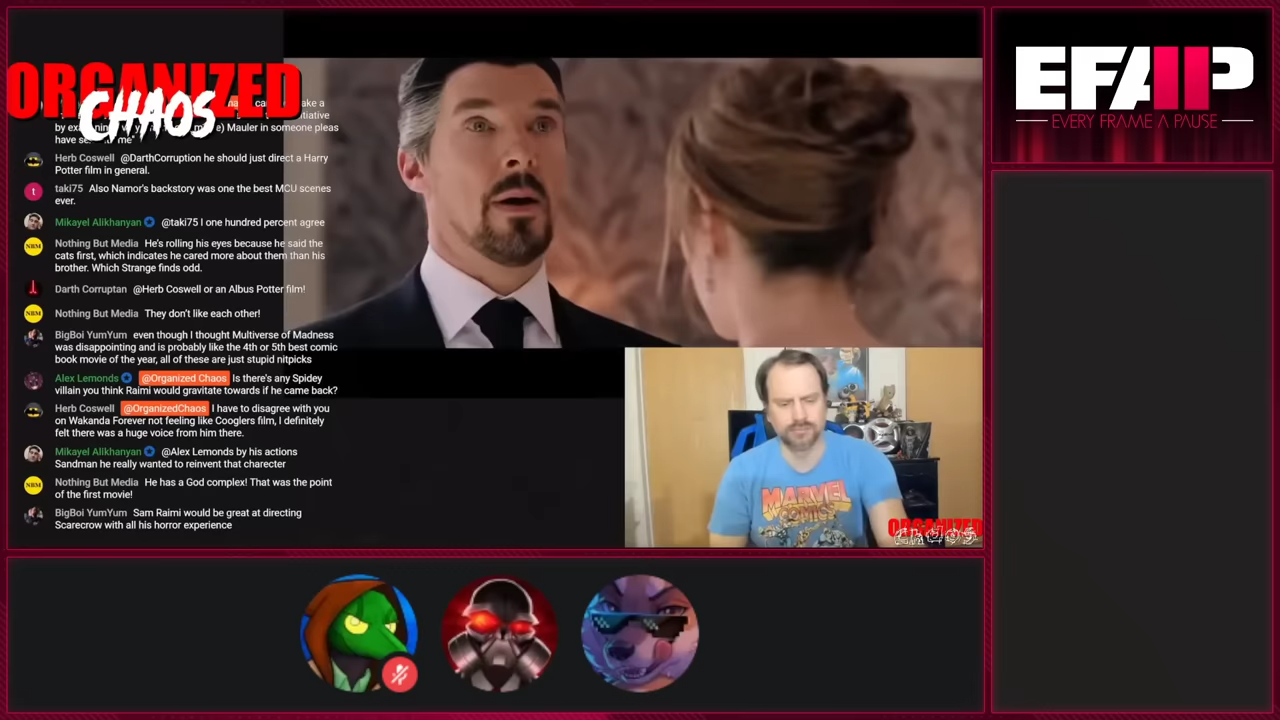 ORGANIZED
CHAOS
EFAP
EVERY FRAME A PAUSE
by
Mauler in someone pleas
have
Herb Coswell @DarthCorruption he should just direct a Harry
Potter film in general.
t
taki75 Also Namor's backstory was one the best MCU scenes
ever.
Mikayel Alikhanyan @taki75 I one hundred percent agree
NBM
Nothing But Media He's rolling his eyes because he said the
cats first, which indicates he cared more about them than his
brother. Which Strange finds odd.
Darth Corruptan @Herb Coswell or an Albus Potter film!
NBM
Nothing But Media They don't like each other!
BigBoi YumYum even though I thought Multiverse of Madness
was disappointing and is probably like the 4th or 5th best comic
book movie of the year, all of these are just stupid nitpicks
Alex Lemonds @Organized Chaos Is there's any Spidey
villain you think Raimi would gravitate towards if he came back?
Herb Coswell @OrganizedChaos I have to disagree with you
on Wakanda Forever not feeling like Cooglers film, I definitely
felt there was a huge voice from him there.
Mikayel Alikhanyan @Alex Lemonds by his actions
Sandman he really wanted to reinvent that charecter
NBM
Nothing But Media He has a God complex! That was the point
of the first movie!
BigBoi YumYum Sam Raimi would be great at directing
Scarecrow with all his horror experience
MARVEL
COMICS
ORGANIZED